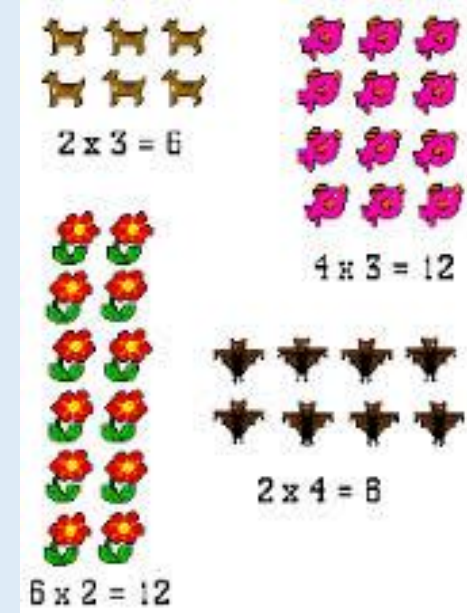 2 x 3 = 6
4 x 3 = 12
2 x 4 = 8
6 x 2 = 12